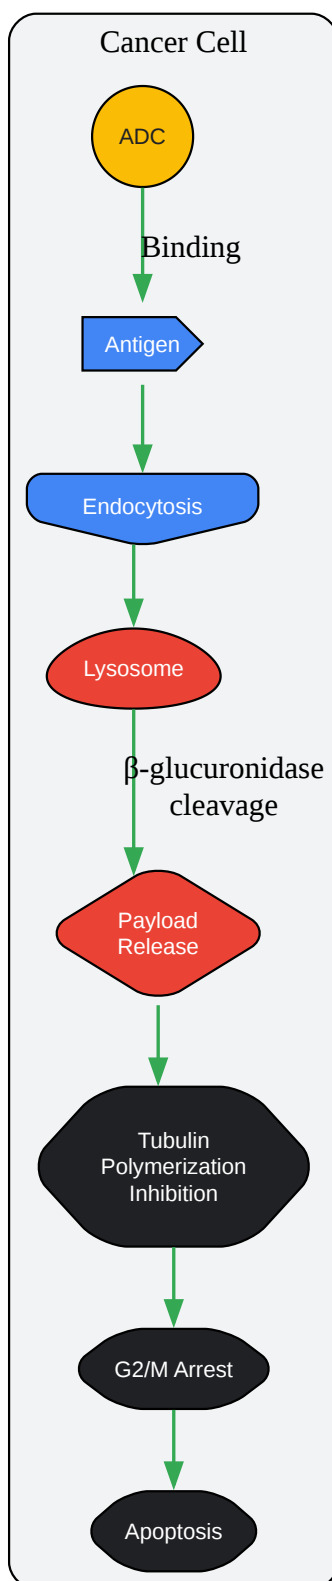 Cancer Cell
ADC
Binding
Antigen
Endocytosis
Lysosome
β-glucuronidase
cleavage
Payload
Release
Tubulin
Polymerization
Inhibition
G2/M Arrest
Apoptosis